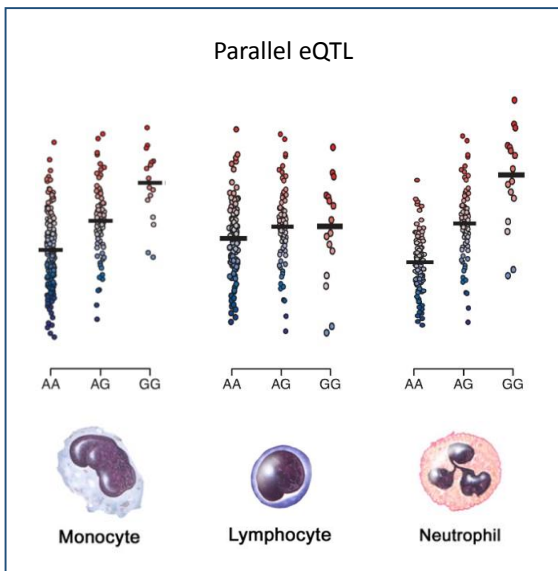 Parallel eQTL
AA AG GG AA AG GG AA AG GG
Monocyte Lymphocyte Neutrophil